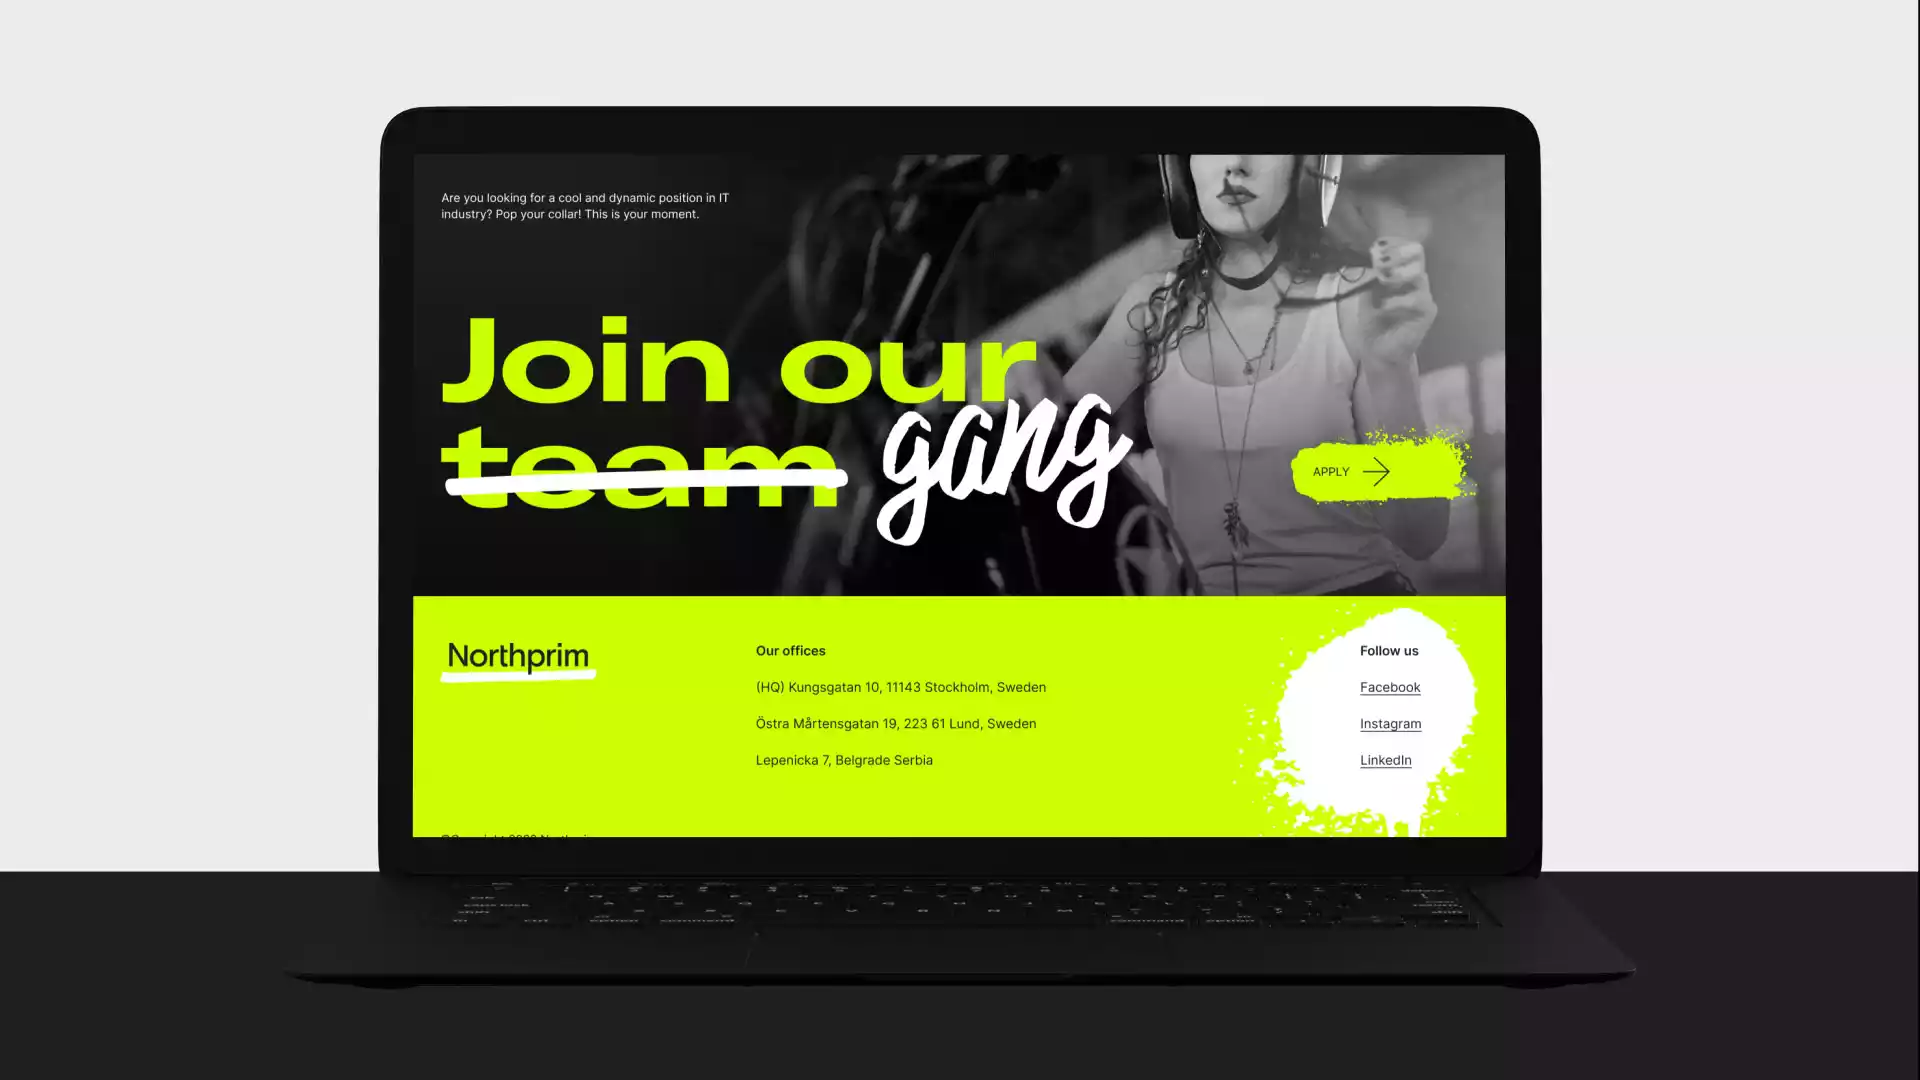 Are you looking for a cool and dynamic position in IT
industry? Pop your collar! This is your moment.
Join our
team gang
APPLY
Northprim
Our offices
(HQ) Kungsgatan 10, 11143 Stockholm, Sweden
Östra Mårtensgatan 19, 223 61 Lund, Sweden
Lepenicka 7, Belgrade Serbia
Follow us
Facebook
Instagram
LinkedIn